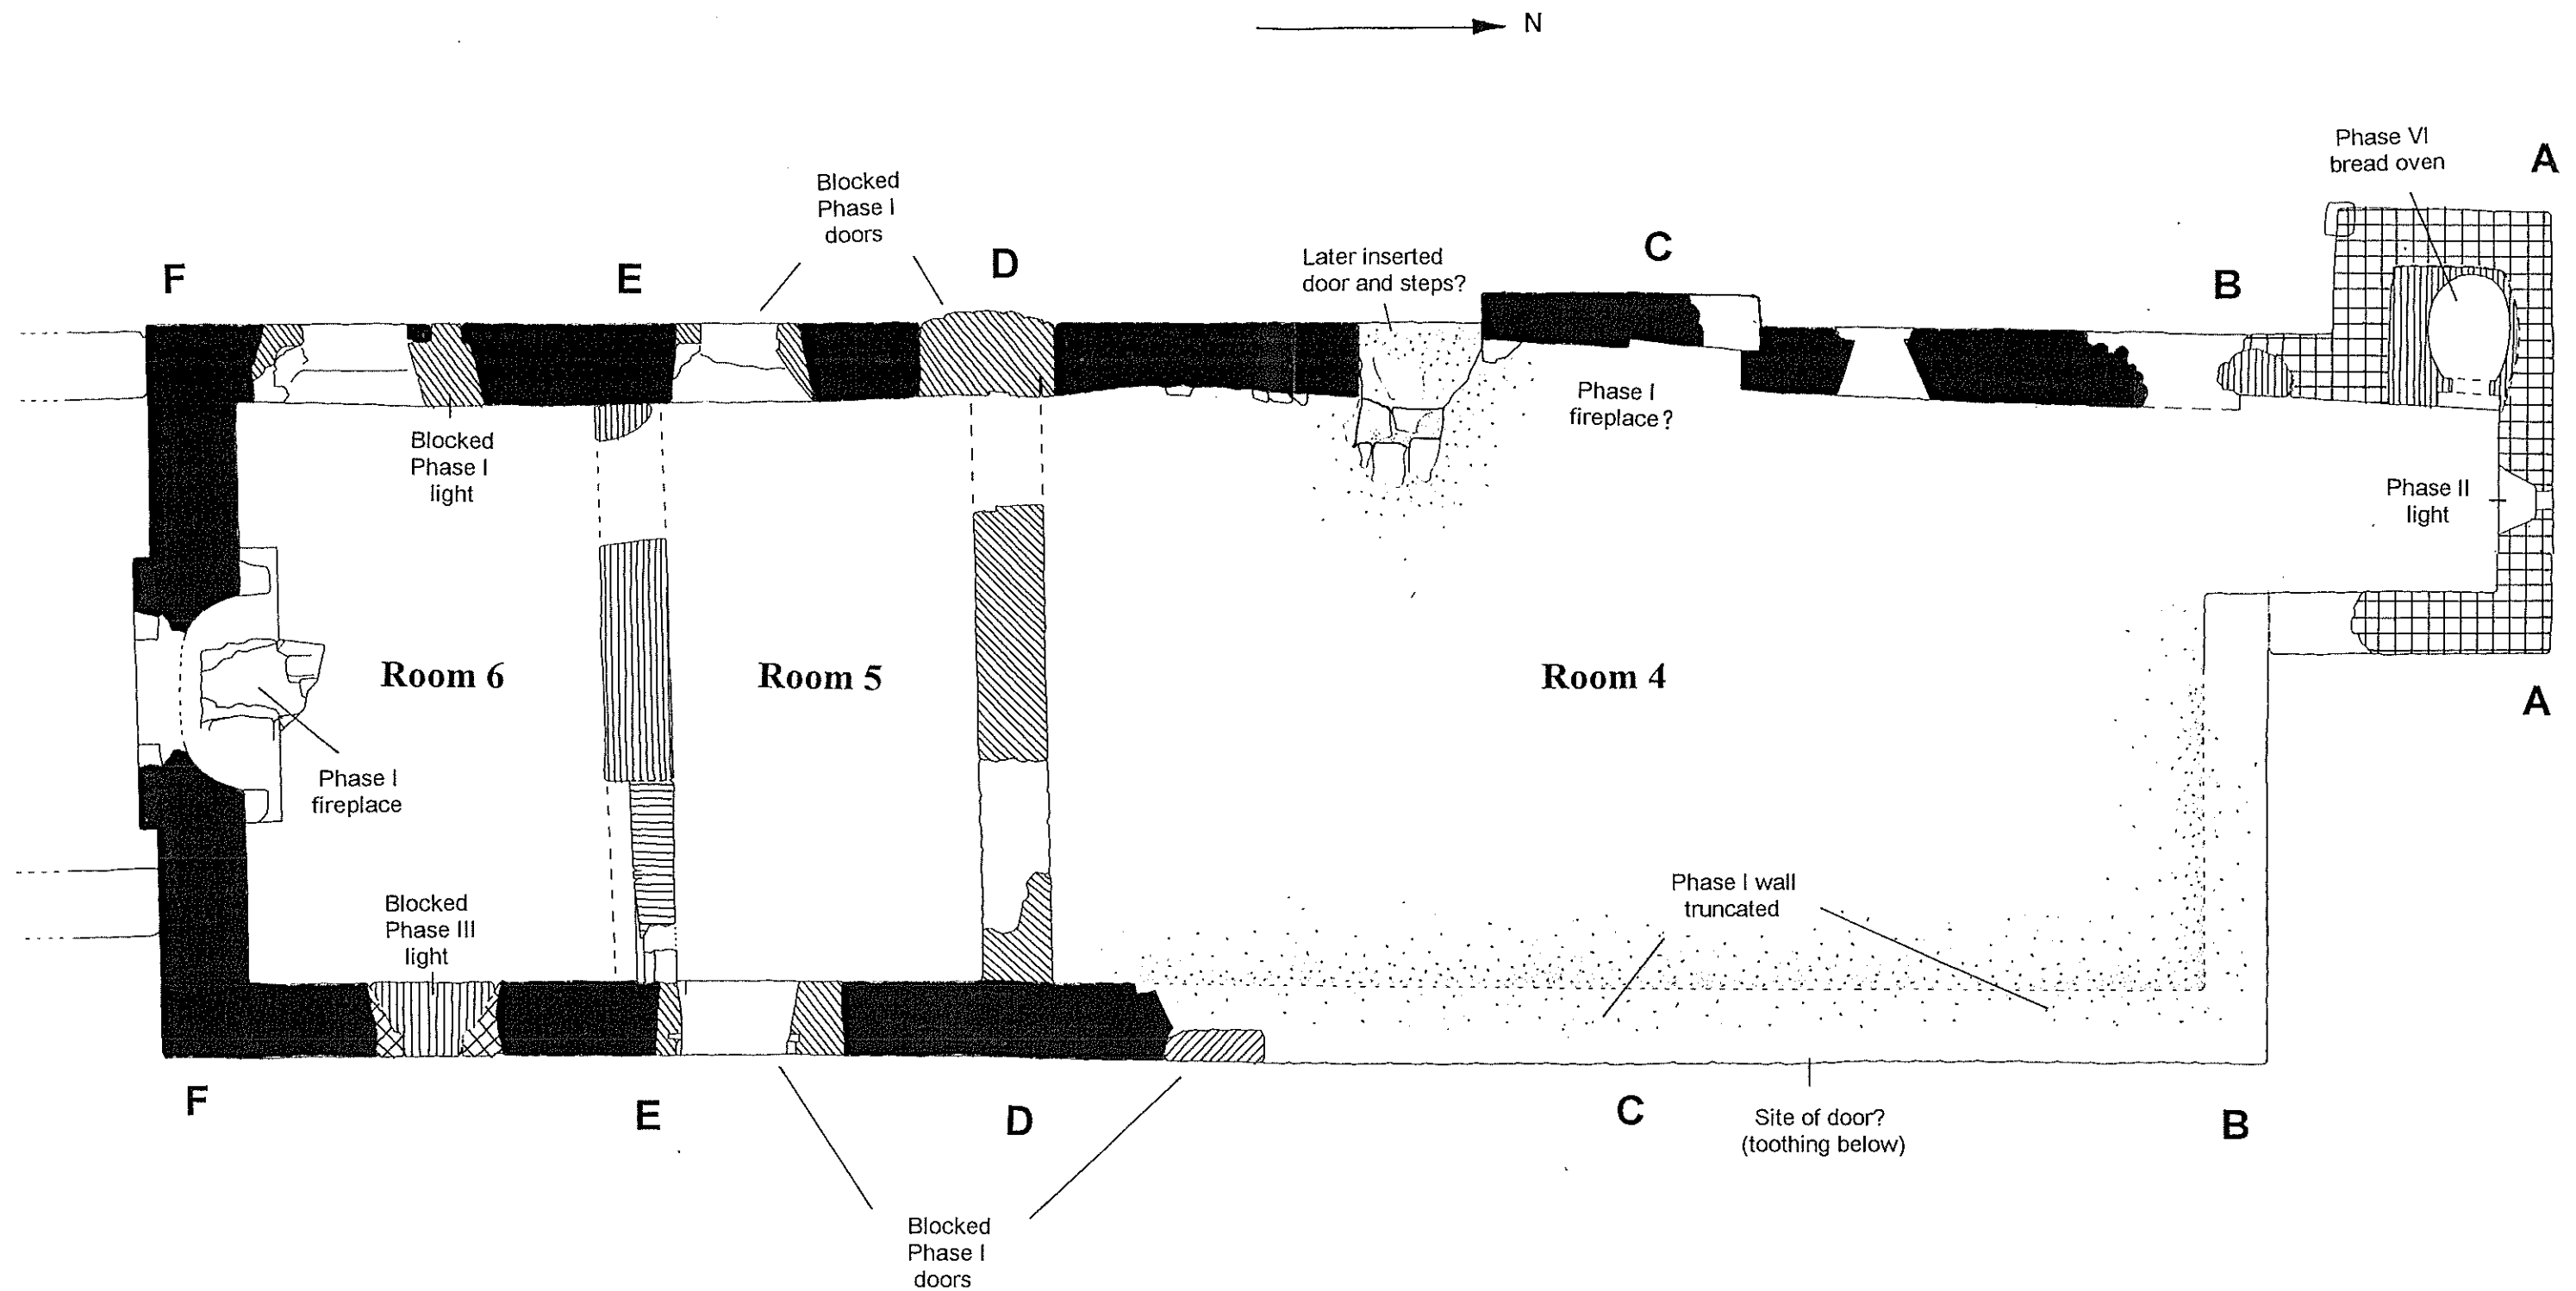 N
Phase VI
bread oven
A
Blocked
Phase I
doors
F
E
D
Later inserted
door and steps?
C
B
Phase I
fireplace?
Blocked
Phase I
light
Phase II
light
Room 6
Room 5
Room 4
A
Phase I
fireplace
Blocked
Phase III
light
Phase I wall
truncated
F
E
D
C
Site of door?
(toothing below)
B
Blocked
Phase I
doors